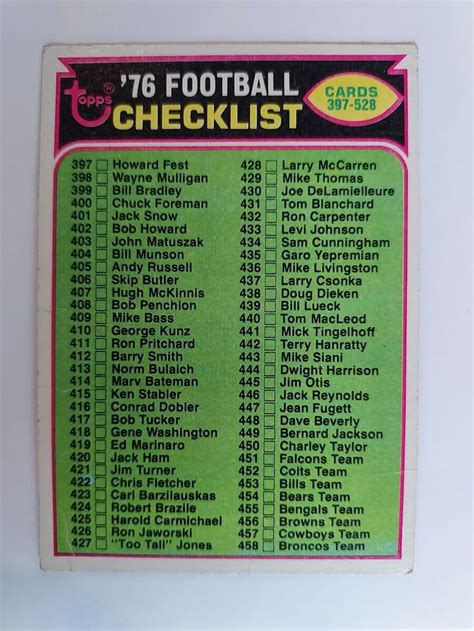 topps ®
'76 FOOTBALL
CHECKLIST
CARDS
397-528
397 Howard Fest
398 Wayne Mulligan
399 Bill Bradley
400 Chuck Foreman
401 Jack Snow
402 Bob Howard
403 John Matuszak
404 Bill Munson
405 Andy Russell
406 Skip Butler
407 Hugh McKinnis
408 Bob Penchion
409 Mike Bass
410 George Kunz
411 Ron Pritchard
412 Barry Smith
413 Norm Bulaich
414 Marv Bateman
415 Ken Stabler
416 Conrad Dobler
417 Bob Tucker
418 Gene Washington
419 Ed Marinaro
420 Jack Ham
421 Jim Turner
422 Chris Fletcher
423 Carl Barzilauskas
424 Robert Brazile
425 Harold Carmichael
426 Ron Jaworski
427 "Too Tall" Jones
428 Larry McCarren
429 Mike Thomas
430 Joe DeLamielleure
431 Tom Blanchard
432 Ron Carpenter
433 Levi Johnson
434 Sam Cunningham
435 Garo Yepremian
436 Mike Livingston
437 Larry Csonka
438 Doug Dieken
439 Bill Lueck
440 Tom MacLeod
441 Mick Tingelhoff
442 Terry Hanratty
443 Mike Siani
444 Dwight Harrison
445 Jim Otis
446 Jack Reynolds
447 Jean Fugett
448 Dave Beverly
449 Bernard Jackson
450 Charley Taylor
451 Falcons Team
452 Colts Team
453 Bills Team
454 Bears Team
455 Bengals Team
456 Browns Team
457 Cowboys Team
458 Broncos Team